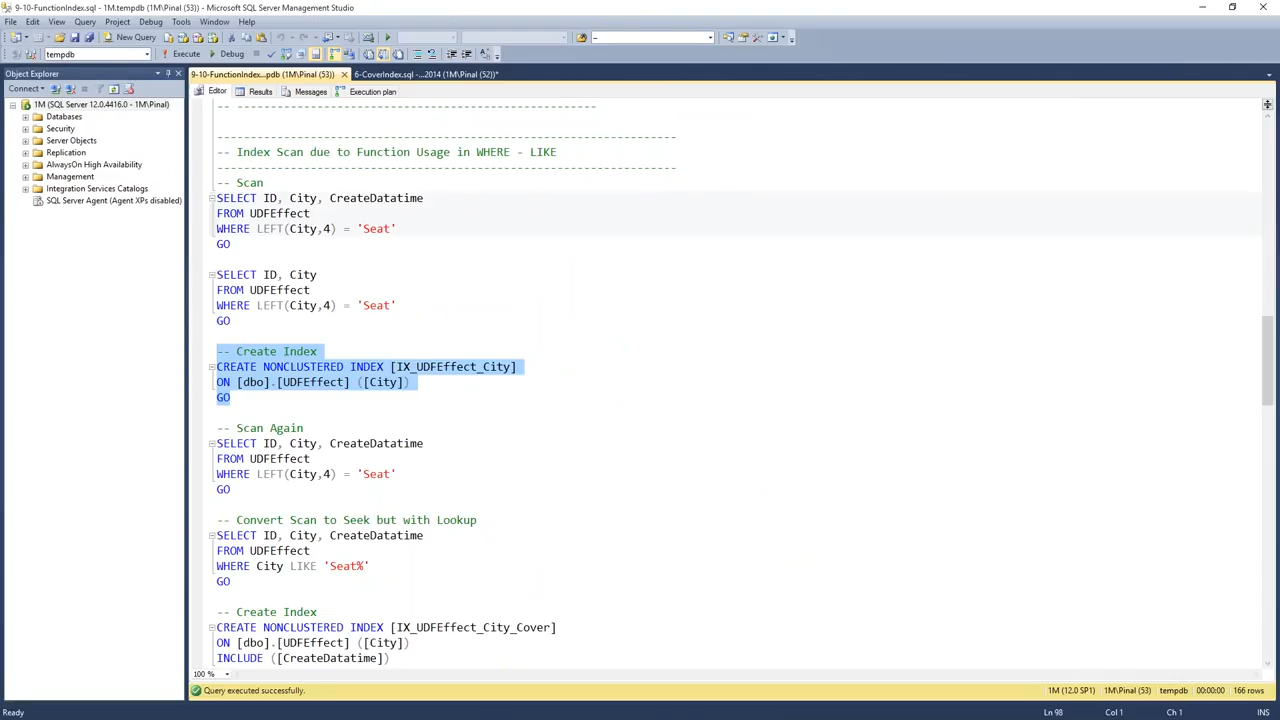 9-10-FunctionIndex.sql - 1M.tempdb (1M\Pinal (53)) - Microsoft SQL Server Management Studio
File Edit View Query Project Debug Tools Window Help
New Query
tempdb Execute Debug
Object Explorer
Connect
1M (SQL Server 12.0.4416.0 - 1M\Pinal)
Databases
Security
Server Objects
Replication
AlwaysOn High Availability
Management
Integration Services Catalogs
SQL Server Agent (Agent XPs disabled)
9-10-FunctionIndex...pdb (1M\Pinal (53)) 6-CoverIndex.sql -...2014 (1M\Pinal (52))*
Editor Results Messages Execution plan
-- Index Scan due to Function Usage in WHERE - LIKE
-- Scan
SELECT ID, City, CreateDatatime
FROM UDFEffect
WHERE LEFT(City,4) = 'Seat'
GO
SELECT ID, City
FROM UDFEffect
WHERE LEFT(City,4) = 'Seat'
GO
-- Create Index
CREATE NONCLUSTERED INDEX [IX_UDFEffect_City]
ON [dbo].[UDFEffect] ([City])
GO
-- Scan Again
SELECT ID, City, CreateDatatime
FROM UDFEffect
WHERE LEFT(City,4) = 'Seat'
GO
-- Convert Scan to Seek but with Lookup
SELECT ID, City, CreateDatatime
FROM UDFEffect
WHERE City LIKE 'Seat%'
GO
-- Create Index
CREATE NONCLUSTERED INDEX [IX_UDFEffect_City_Cover]
ON [dbo].[UDFEffect] ([City])
INCLUDE ([CreateDatatime])
100 %
Query executed successfully. 1M (12.0 SP1) 1M\Pinal (53) tempdb 00:00:00 166 rows
Ready Ln 98 Col 1 Ch 1 INS